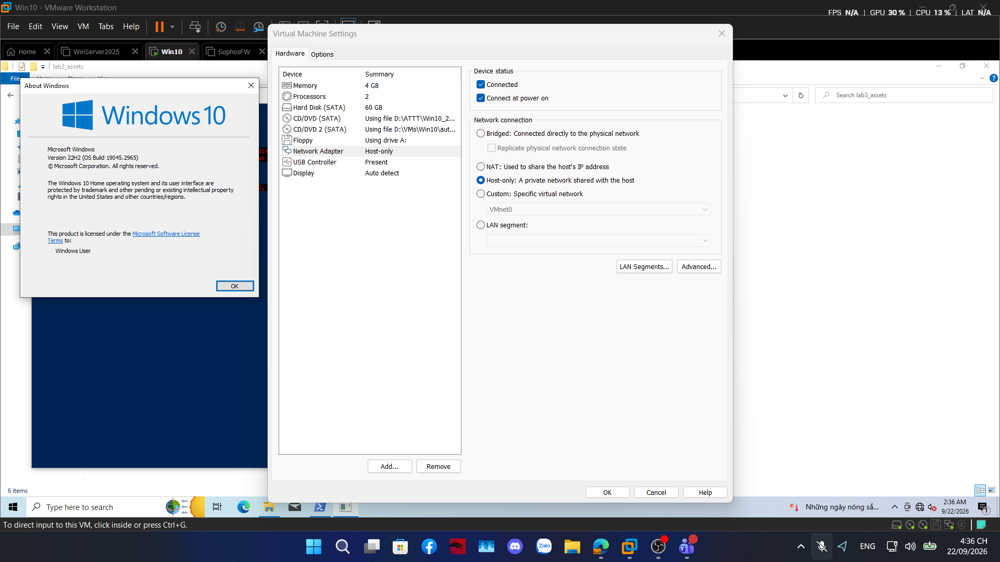 Win10 - VMware Workstation
FPS N/A | GPU 30 % | CPU 13 % | LAT N/A
File Edit View VM Tabs Help
Home
WinServer2025
Win10
SophosFW
lab3_assets
File
Search lab3_assets
About Windows
Windows 10
Microsoft Windows
Version 22H2 (OS Build 19045.2965)
© Microsoft Corporation. All rights reserved.
The Windows 10 Home operating system and its user interface are
protected by trademark and other pending or existing intellectual property
rights in the United States and other countries/regions.
This product is licensed under the Microsoft Software License
Terms to:
Windows User
OK
Virtual Machine Settings
Hardware
Options
Device Summary
Memory 4 GB
Processors 2
Hard Disk (SATA) 60 GB
CD/DVD (SATA) Using file D:\ATTT\Win10_2...
CD/DVD 2 (SATA) Using file D:\VMs\Win10\aut...
Floppy Using drive A:
Network Adapter Host-only
USB Controller Present
Display Auto detect
Add...
Remove
Device status
Connected
Connect at power on
Network connection
Bridged: Connected directly to the physical network
Replicate physical network connection state
NAT: Used to share the host's IP address
Host-only: A private network shared with the host
Custom: Specific virtual network
VMnet0
LAN segment:
LAN Segments...
Advanced...
OK
Cancel
Help
6 items
Type here to search
Những ngày nóng sắ...
2:36 AM
9/22/2026
1
To direct input to this VM, click inside or press Ctrl+G.
Zalo
ENG
4:36 CH
22/09/2026